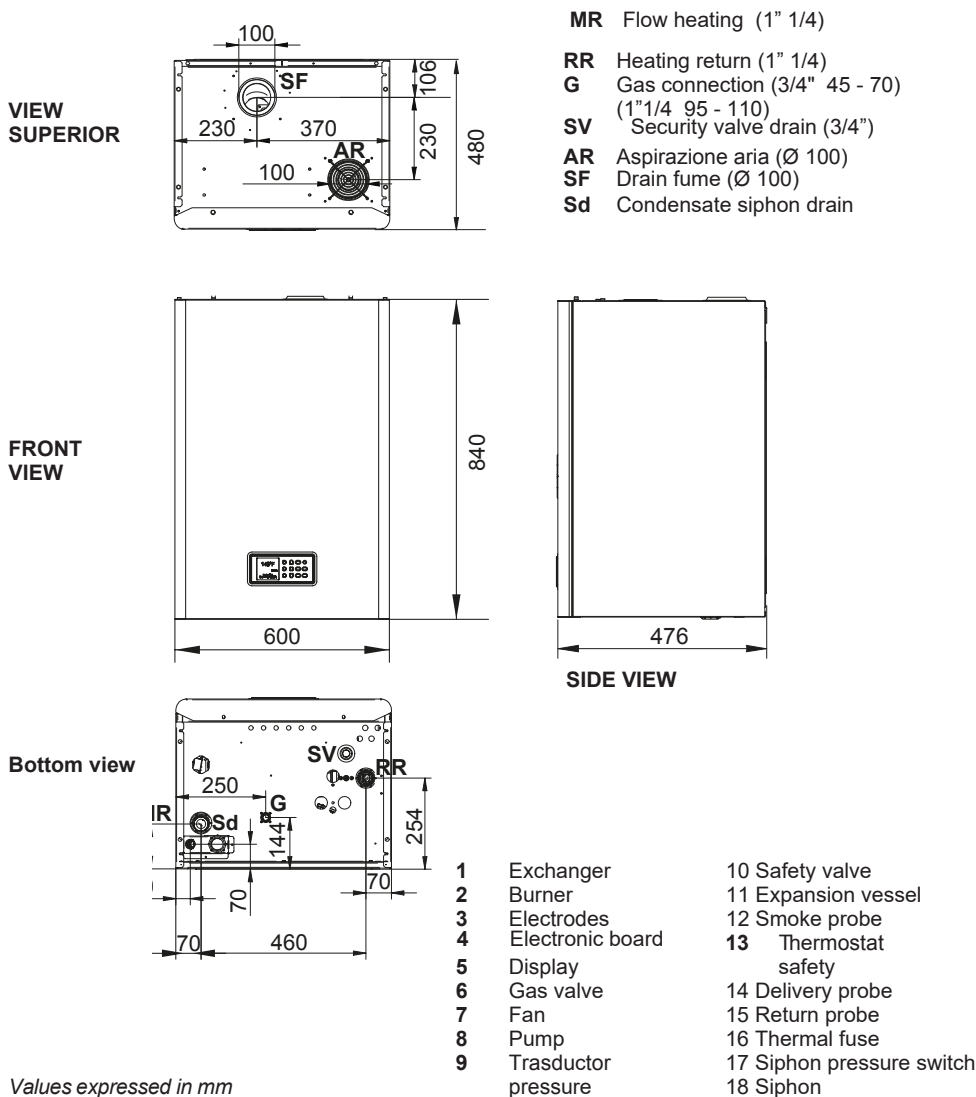 MR Flow heating (1” 1/4)
RR Heating return (1” 1/4)
G Gas connection (3/4" 45 - 70)
(1”1/4 95 - 110)
SV Security valve drain (3/4”)
AR Aspirazione aria (Ø 100)
SF Drain fume (Ø 100)
Sd Condensate siphon drain
VIEW
SUPERIOR
100
SF
106
230 370
230
480
AR
100
FRONT
VIEW
840
600
476
SIDE VIEW
Bottom view
SV
RR
250
G
IR
Sd
144
254
70
70
70 460
1 Exchanger
2 Burner
3 Electrodes
4 Electronic board
5 Display
6 Gas valve
7 Fan
8 Pump
9 Trasductor
pressure
10 Safety valve
11 Expansion vessel
12 Smoke probe
13 Thermostat
safety
14 Delivery probe
15 Return probe
16 Thermal fuse
17 Siphon pressure switch
18 Siphon
Values expressed in mm